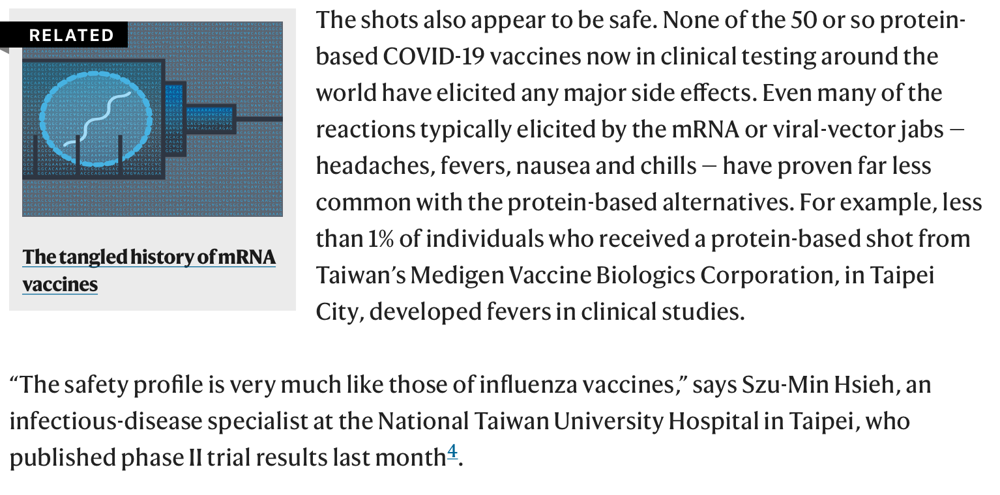 RELATED
The tangled history of mRNA
vaccines
The shots also appear to be safe. None of the 50 or so protein-
based COVID-19 vaccines now in clinical testing around the
world have elicited any major side effects. Even many of the
reactions typically elicited by the mRNA or viral-vector jabs —
headaches, fevers, nausea and chills — have proven far less
common with the protein-based alternatives. For example, less
than 1% of individuals who received a protein-based shot from
Taiwan’s Medigen Vaccine Biologics Corporation, in Taipei
City, developed fevers in clinical studies.
“The safety profile is very much like those of influenza vaccines,” says Szu-Min Hsieh, an
infectious-disease specialist at the National Taiwan University Hospital in Taipei, who
published phase II trial results last month4.